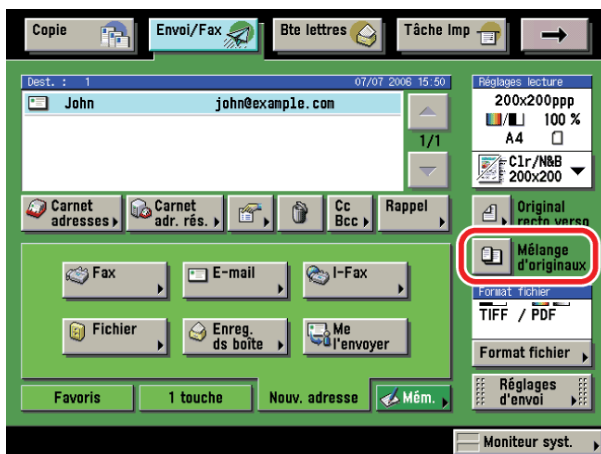 Copie
Envoi/Fax
Bte lettres
Tâche Imp
Dest. : 1
07/07 2006 15:50
John
john@example.com
1/1
Carnet
adresses
Carnet
adr. rés.
Cc
Bcc
Rappel
Fax
E-mail
I-Fax
Fichier
Enreg.
ds boîte
Me
l'envoyer
Favoris
1 touche
Nouv. adresse
Mém.
Réglages lecture
200x200ppp
100 %
A4
Clr/N&B
200x200
Original
recto verso
Mélange
d'originaux
Format fichier
TIFF / PDF
Format fichier
Réglages
d'envoi
Moniteur syst.